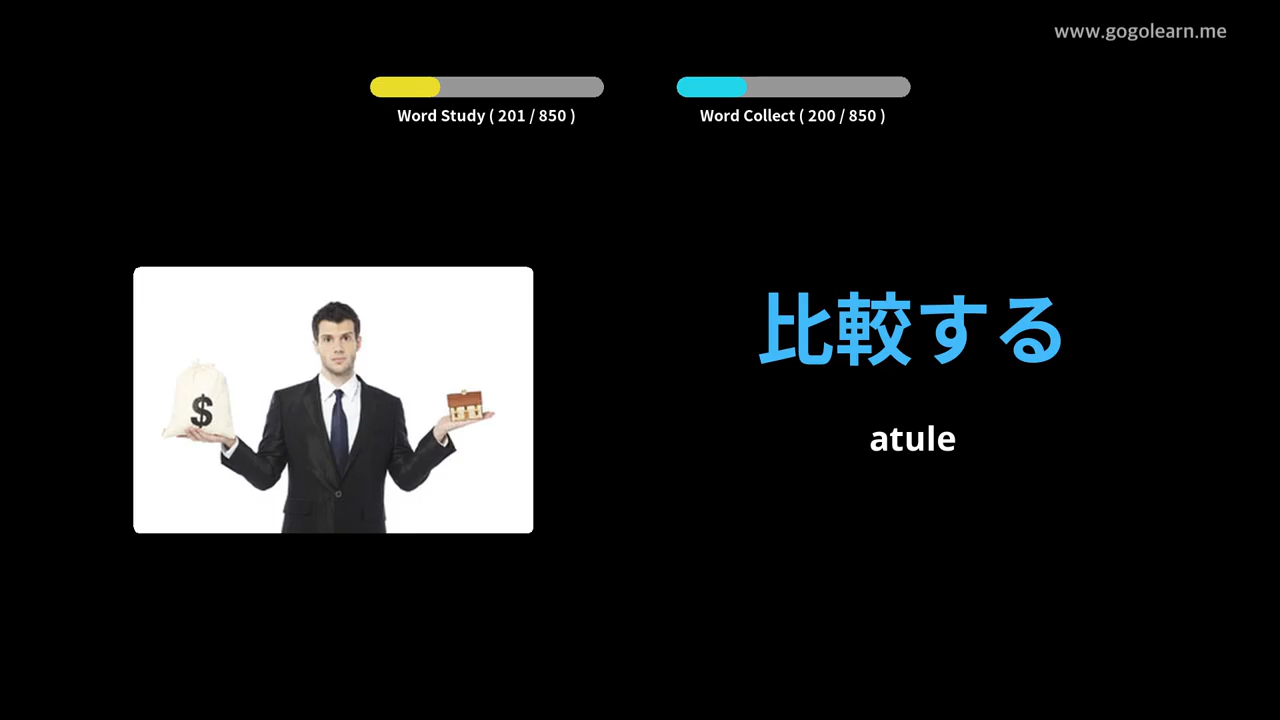 www.gogolearn.me
Word Study ( 201 / 850 )
Word Collect ( 200 / 850 )
$
比較する
atule